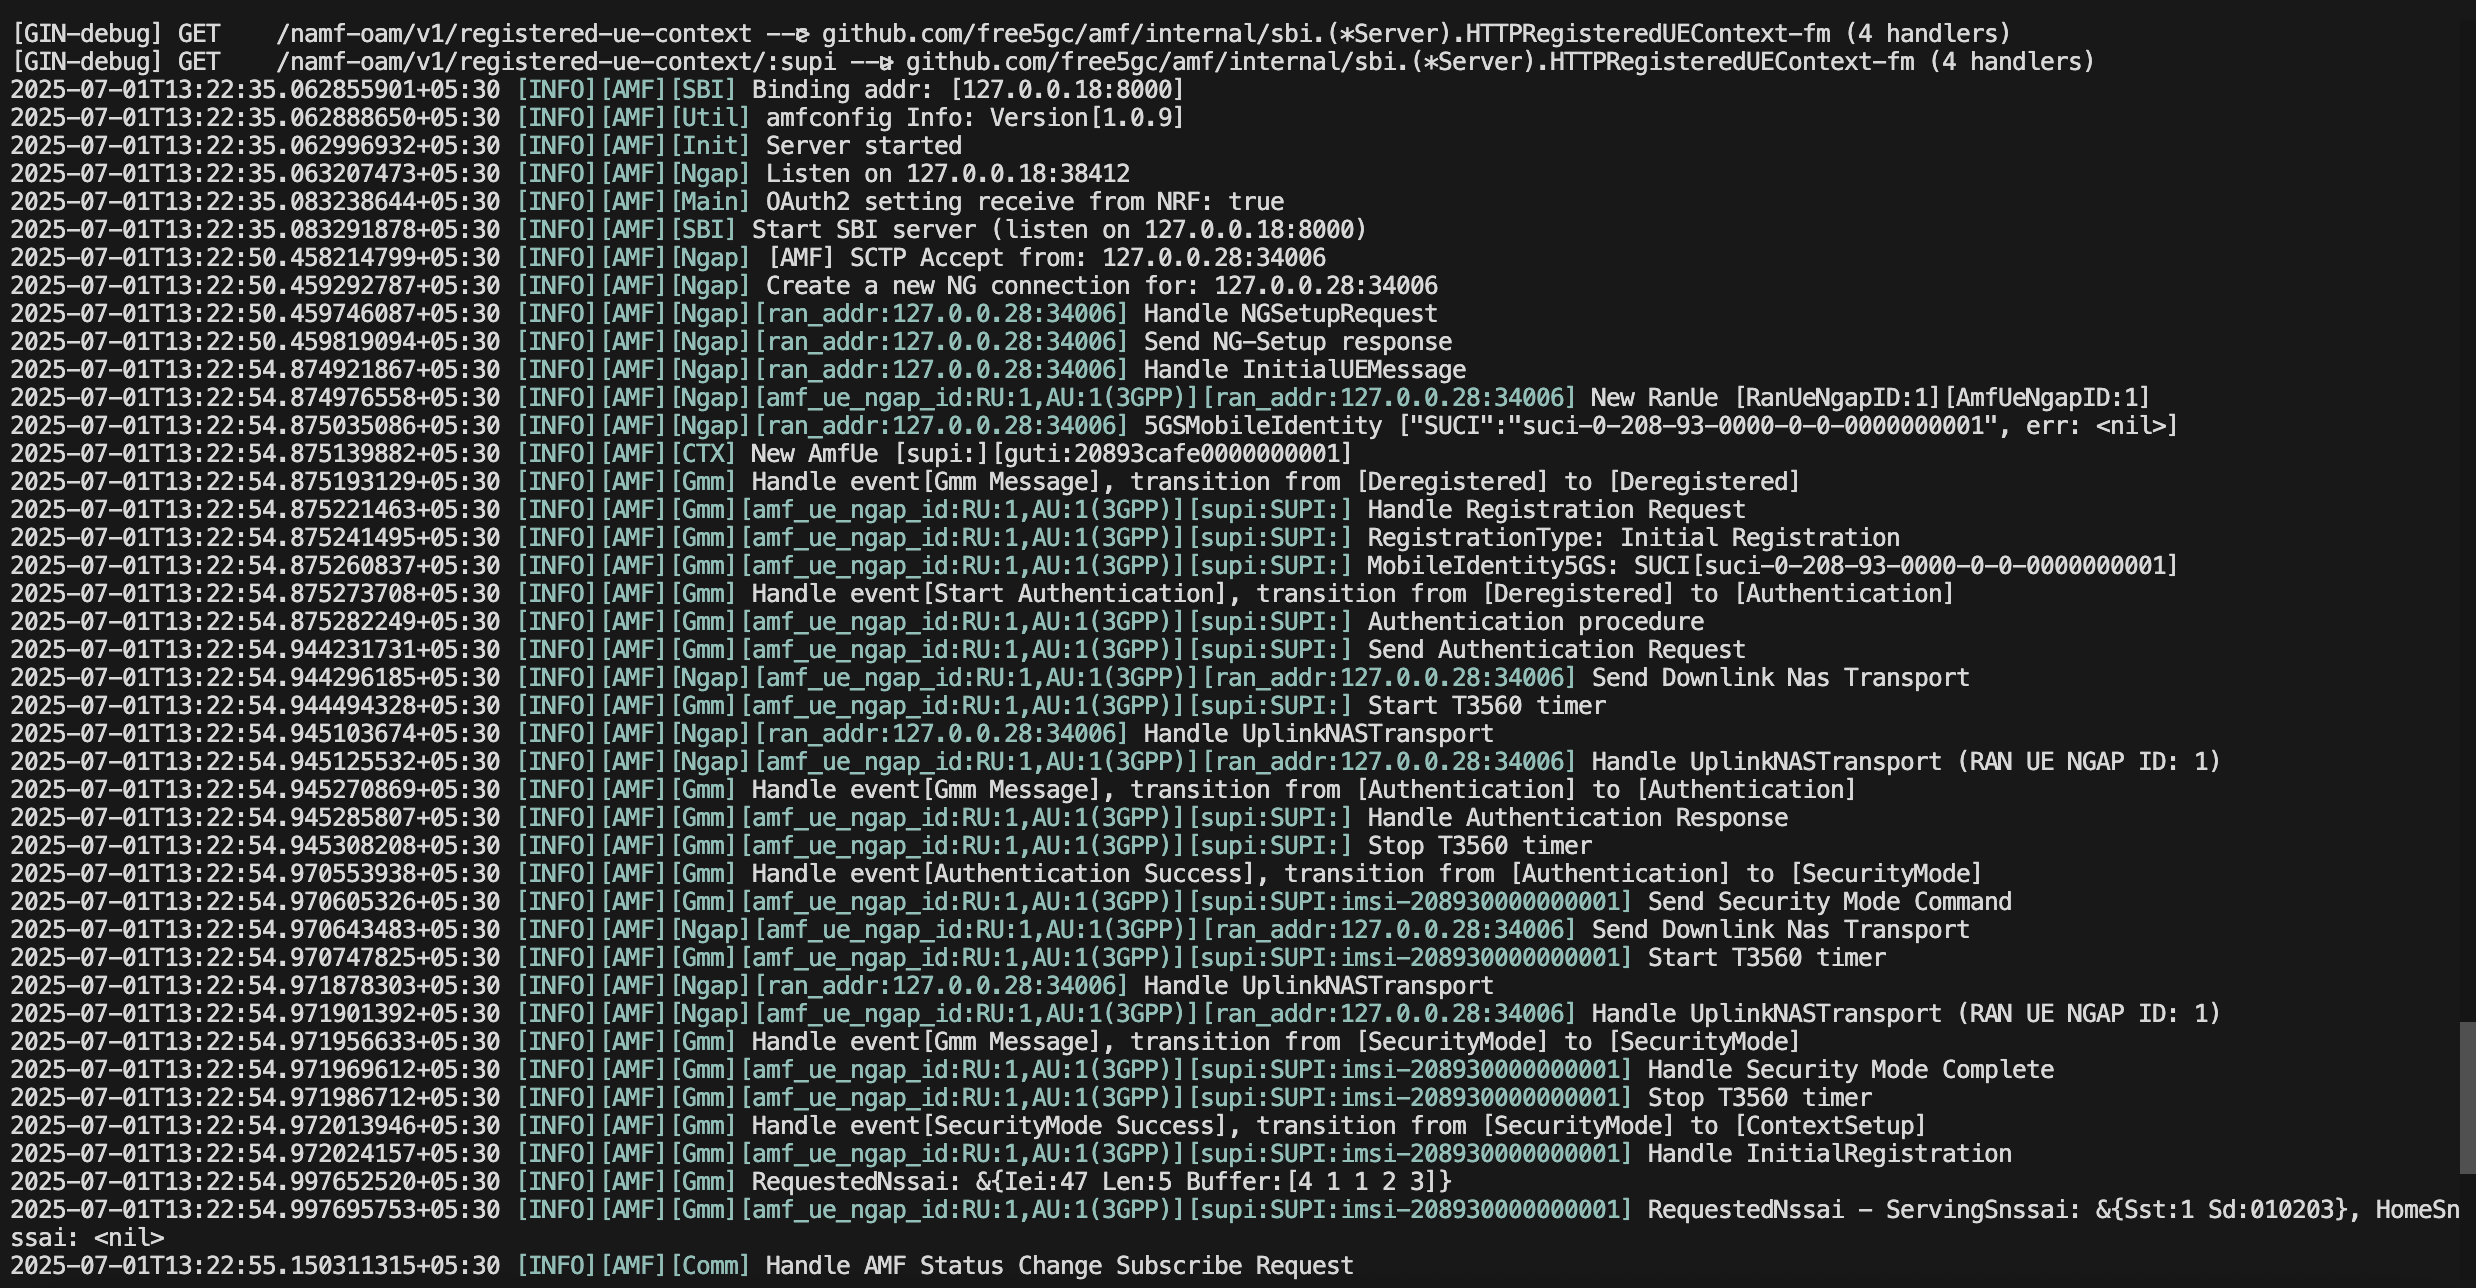 [GIN-debug] GET    /namf-oam/v1/registered-ue-context --> github.com/free5gc/amf/internal/sbi.(*Server).HTTPRegisteredUEContext-fm (4 handlers)
[GIN-debug] GET    /namf-oam/v1/registered-ue-context/:supi --> github.com/free5gc/amf/internal/sbi.(*Server).HTTPRegisteredUEContext-fm (4 handlers)
2025-07-01T13:22:35.062855901+05:30 [INFO][AMF][SBI] Binding addr: [127.0.0.18:8000]
2025-07-01T13:22:35.062888650+05:30 [INFO][AMF][Util] amfconfig Info: Version[1.0.9]
2025-07-01T13:22:35.062996932+05:30 [INFO][AMF][Init] Server started
2025-07-01T13:22:35.063207473+05:30 [INFO][AMF][Ngap] Listen on 127.0.0.18:38412
2025-07-01T13:22:35.083238644+05:30 [INFO][AMF][Main] OAuth2 setting receive from NRF: true
2025-07-01T13:22:35.083291878+05:30 [INFO][AMF][SBI] Start SBI server (listen on 127.0.0.18:8000)
2025-07-01T13:22:50.458214799+05:30 [INFO][AMF][Ngap] [AMF] SCTP Accept from: 127.0.0.28:34006
2025-07-01T13:22:50.459292787+05:30 [INFO][AMF][Ngap] Create a new NG connection for: 127.0.0.28:34006
2025-07-01T13:22:50.459746087+05:30 [INFO][AMF][Ngap][ran_addr:127.0.0.28:34006] Handle NGSetupRequest
2025-07-01T13:22:50.459819094+05:30 [INFO][AMF][Ngap][ran_addr:127.0.0.28:34006] Send NG-Setup response
2025-07-01T13:22:54.874921867+05:30 [INFO][AMF][Ngap][ran_addr:127.0.0.28:34006] Handle InitialUEMessage
2025-07-01T13:22:54.874976558+05:30 [INFO][AMF][Ngap][amf_ue_ngap_id:RU:1,AU:1(3GPP)][ran_addr:127.0.0.28:34006] New RanUe [RanUeNgapID:1][AmfUeNgapID:1]
2025-07-01T13:22:54.875035086+05:30 [INFO][AMF][Ngap][ran_addr:127.0.0.28:34006] 5GSMobileIdentity ["SUCI":"suci-0-208-93-0000-0-0-0000000001", err: <nil>]
2025-07-01T13:22:54.875139882+05:30 [INFO][AMF][CTX] New AmfUe [supi:][guti:20893cafe0000000001]
2025-07-01T13:22:54.875193129+05:30 [INFO][AMF][Gmm] Handle event[Gmm Message], transition from [Deregistered] to [Deregistered]
2025-07-01T13:22:54.875221463+05:30 [INFO][AMF][Gmm][amf_ue_ngap_id:RU:1,AU:1(3GPP)][supi:SUPI:] Handle Registration Request
2025-07-01T13:22:54.875241495+05:30 [INFO][AMF][Gmm][amf_ue_ngap_id:RU:1,AU:1(3GPP)][supi:SUPI:] RegistrationType: Initial Registration
2025-07-01T13:22:54.875260837+05:30 [INFO][AMF][Gmm][amf_ue_ngap_id:RU:1,AU:1(3GPP)][supi:SUPI:] MobileIdentity5GS: SUCI[suci-0-208-93-0000-0-0-0000000001]
2025-07-01T13:22:54.875273708+05:30 [INFO][AMF][Gmm] Handle event[Start Authentication], transition from [Deregistered] to [Authentication]
2025-07-01T13:22:54.875282249+05:30 [INFO][AMF][Gmm][amf_ue_ngap_id:RU:1,AU:1(3GPP)][supi:SUPI:] Authentication procedure
2025-07-01T13:22:54.944231731+05:30 [INFO][AMF][Gmm][amf_ue_ngap_id:RU:1,AU:1(3GPP)][supi:SUPI:] Send Authentication Request
2025-07-01T13:22:54.944296185+05:30 [INFO][AMF][Ngap][amf_ue_ngap_id:RU:1,AU:1(3GPP)][ran_addr:127.0.0.28:34006] Send Downlink Nas Transport
2025-07-01T13:22:54.944494328+05:30 [INFO][AMF][Gmm][amf_ue_ngap_id:RU:1,AU:1(3GPP)][supi:SUPI:] Start T3560 timer
2025-07-01T13:22:54.945103674+05:30 [INFO][AMF][Ngap][ran_addr:127.0.0.28:34006] Handle UplinkNASTransport
2025-07-01T13:22:54.945125532+05:30 [INFO][AMF][Ngap][amf_ue_ngap_id:RU:1,AU:1(3GPP)][ran_addr:127.0.0.28:34006] Handle UplinkNASTransport (RAN UE NGAP ID: 1)
2025-07-01T13:22:54.945270869+05:30 [INFO][AMF][Gmm] Handle event[Gmm Message], transition from [Authentication] to [Authentication]
2025-07-01T13:22:54.945285807+05:30 [INFO][AMF][Gmm][amf_ue_ngap_id:RU:1,AU:1(3GPP)][supi:SUPI:] Handle Authentication Response
2025-07-01T13:22:54.945308208+05:30 [INFO][AMF][Gmm][amf_ue_ngap_id:RU:1,AU:1(3GPP)][supi:SUPI:] Stop T3560 timer
2025-07-01T13:22:54.970553938+05:30 [INFO][AMF][Gmm] Handle event[Authentication Success], transition from [Authentication] to [SecurityMode]
2025-07-01T13:22:54.970605326+05:30 [INFO][AMF][Gmm][amf_ue_ngap_id:RU:1,AU:1(3GPP)][supi:SUPI:imsi-208930000000001] Send Security Mode Command
2025-07-01T13:22:54.970643483+05:30 [INFO][AMF][Ngap][amf_ue_ngap_id:RU:1,AU:1(3GPP)][ran_addr:127.0.0.28:34006] Send Downlink Nas Transport
2025-07-01T13:22:54.970747825+05:30 [INFO][AMF][Gmm][amf_ue_ngap_id:RU:1,AU:1(3GPP)][supi:SUPI:imsi-208930000000001] Start T3560 timer
2025-07-01T13:22:54.971878303+05:30 [INFO][AMF][Ngap][ran_addr:127.0.0.28:34006] Handle UplinkNASTransport
2025-07-01T13:22:54.971901392+05:30 [INFO][AMF][Ngap][amf_ue_ngap_id:RU:1,AU:1(3GPP)][ran_addr:127.0.0.28:34006] Handle UplinkNASTransport (RAN UE NGAP ID: 1)
2025-07-01T13:22:54.971956633+05:30 [INFO][AMF][Gmm] Handle event[Gmm Message], transition from [SecurityMode] to [SecurityMode]
2025-07-01T13:22:54.971969612+05:30 [INFO][AMF][Gmm][amf_ue_ngap_id:RU:1,AU:1(3GPP)][supi:SUPI:imsi-208930000000001] Handle Security Mode Complete
2025-07-01T13:22:54.971986712+05:30 [INFO][AMF][Gmm][amf_ue_ngap_id:RU:1,AU:1(3GPP)][supi:SUPI:imsi-208930000000001] Stop T3560 timer
2025-07-01T13:22:54.972013946+05:30 [INFO][AMF][Gmm] Handle event[SecurityMode Success], transition from [SecurityMode] to [ContextSetup]
2025-07-01T13:22:54.972024157+05:30 [INFO][AMF][Gmm][amf_ue_ngap_id:RU:1,AU:1(3GPP)][supi:SUPI:imsi-208930000000001] Handle InitialRegistration
2025-07-01T13:22:54.997652520+05:30 [INFO][AMF][Gmm] RequestedNssai: &{Iei:47 Len:5 Buffer:[4 1 1 2 3]}
2025-07-01T13:22:54.997695753+05:30 [INFO][AMF][Gmm][amf_ue_ngap_id:RU:1,AU:1(3GPP)][supi:SUPI:imsi-208930000000001] RequestedNssai - ServingSnssai: &{Sst:1 Sd:010203}, HomeSn
ssai: <nil>
2025-07-01T13:22:55.150311315+05:30 [INFO][AMF][Comm] Handle AMF Status Change Subscribe Request